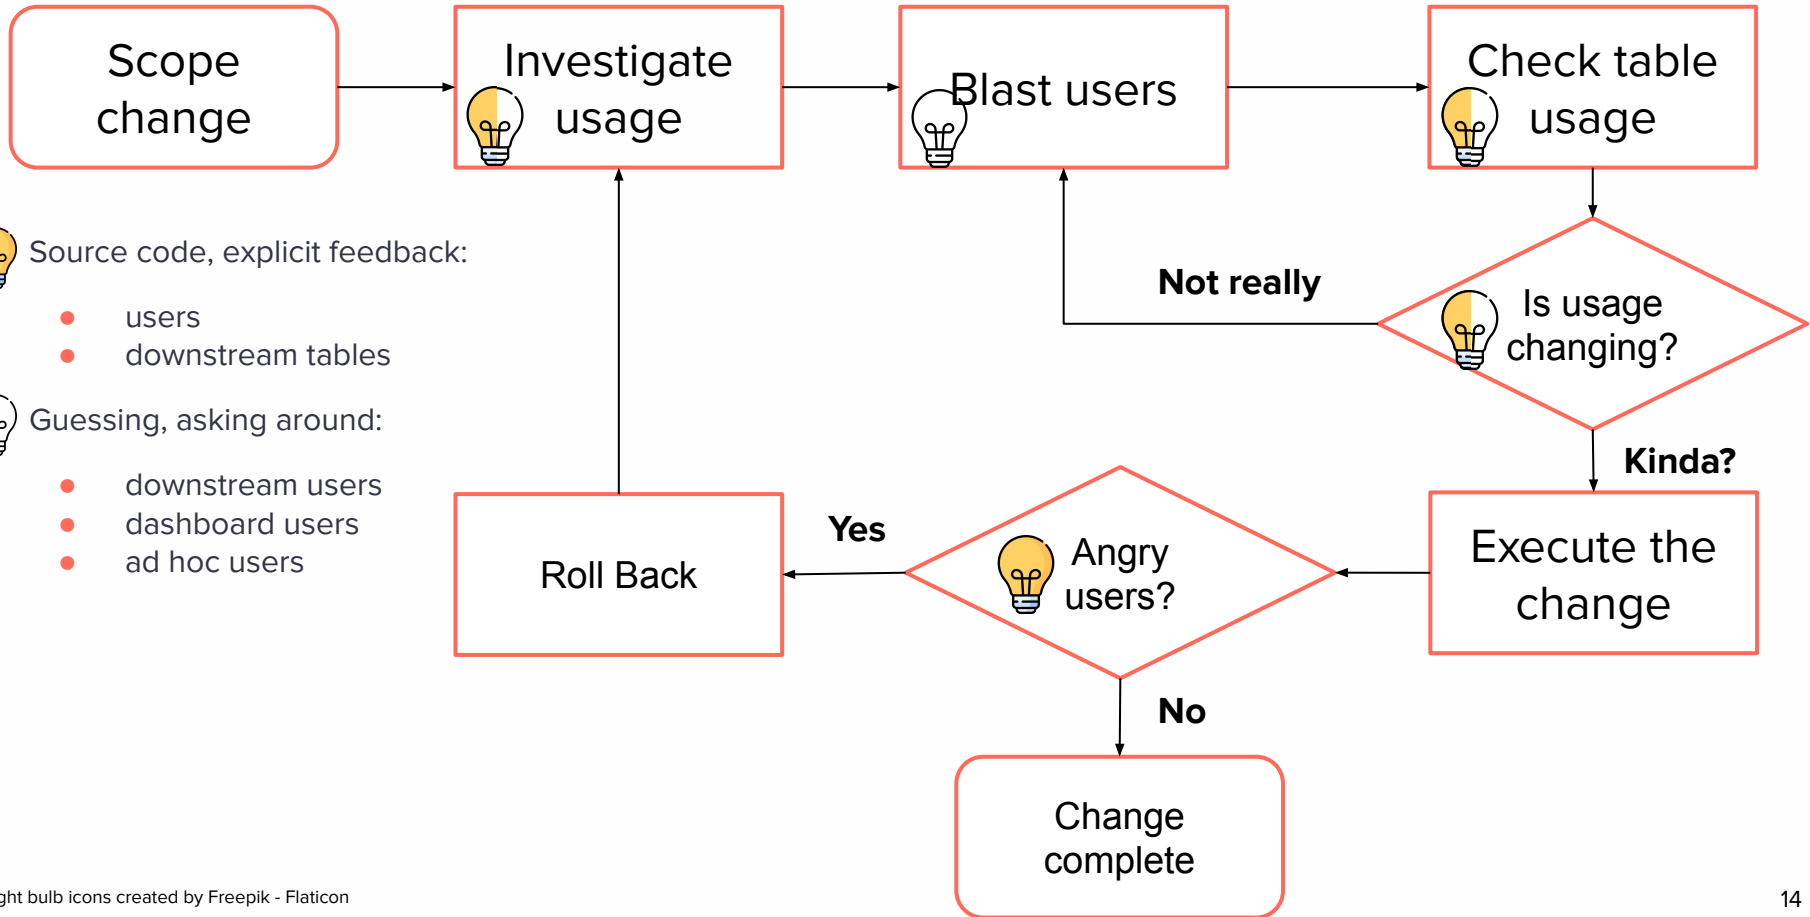 Scope
change
Investigate
usage
Blast users
Check table
usage
Source code, explicit feedback:
users
downstream tables
Not really
Is usage
changing?
Guessing, asking around:
downstream users
dashboard users
ad hoc users
Kinda?
Roll Back
Yes
Angry
users?
Execute the
change
No
Change
complete
ght bulb icons created by Freepik - Flaticon
14